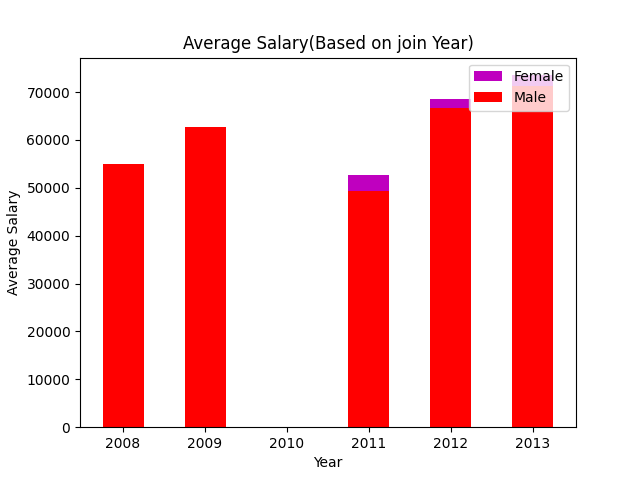 Average Salary(Based on join Year)
Female
Male
70000
60000
50000
40000
30000
20000
10000
0
Average Salary
2008 2009 2010 2011 2012 2013
Year